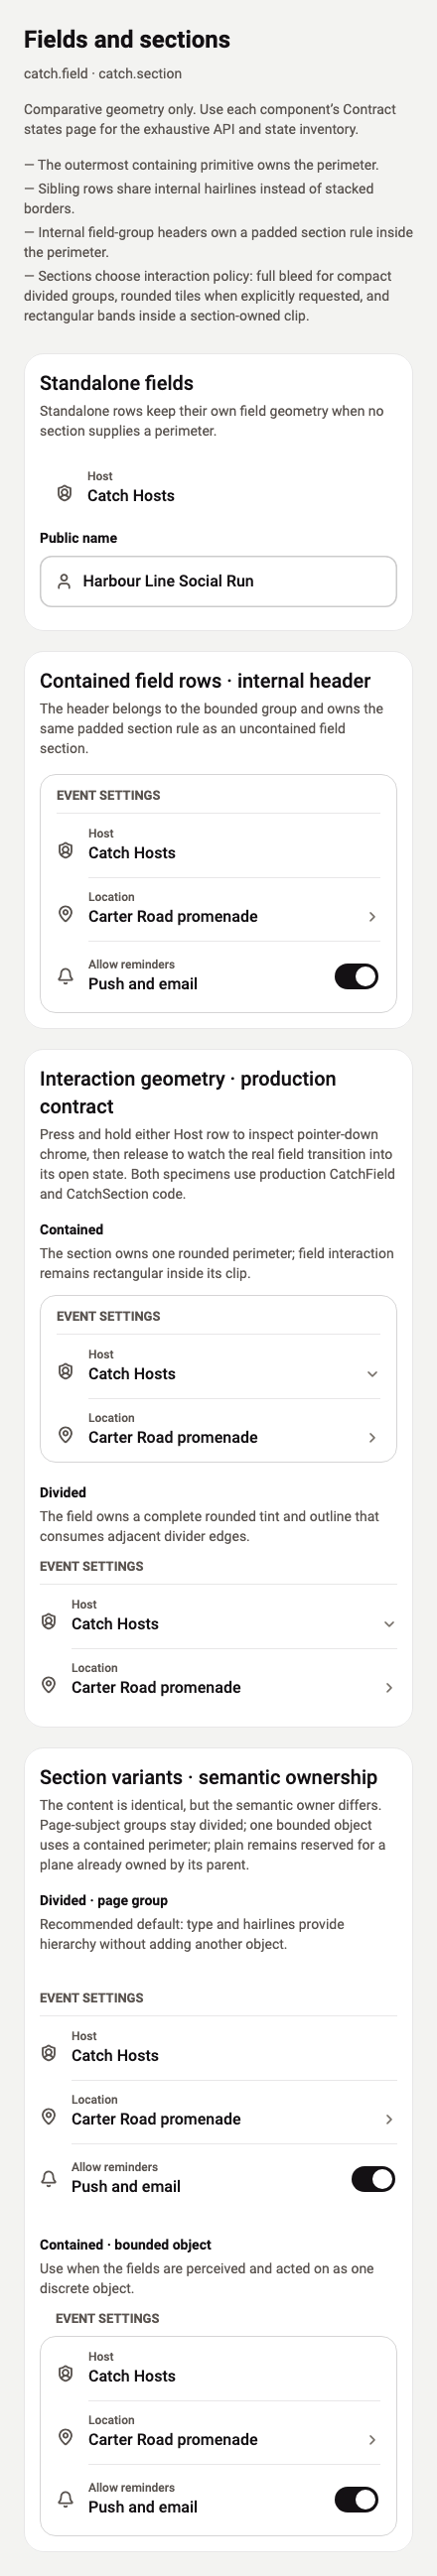 Fields and sections
catch.field · catch.section
Comparative geometry only. Use each component's Contract
states page for the exhaustive API and state inventory.
— The outermost containing primitive owns the perimeter.
— Sibling rows share internal hairlines instead of stacked
borders.
— Internal field-group headers own a padded section rule inside
the perimeter.
— Sections choose interaction policy: full bleed for compact
divided groups, rounded tiles when explicitly requested, and
rectangular bands inside a section-owned clip.
Standalone fields
Standalone rows keep their own field geometry when no
section supplies a perimeter.
Host
Catch Hosts
Public name
Harbour Line Social Run
Contained field rows · internal header
The header belongs to the bounded group and owns the
same padded section rule as an uncontained field
section.
EVENT SETTINGS
Host
Catch Hosts
Location
Carter Road promenade
Allow reminders
Push and email
Interaction geometry · production
contract
Press and hold either Host row to inspect pointer-down
chrome, then release to watch the real field transition into
its open state. Both specimens use production CatchField
and CatchSection code.
Contained
The section owns one rounded perimeter; field interaction
remains rectangular inside its clip.
EVENT SETTINGS
Host
Catch Hosts
Location
Carter Road promenade
Divided
The field owns a complete rounded tint and outline that
consumes adjacent divider edges.
EVENT SETTINGS
Host
Catch Hosts
Location
Carter Road promenade
Section variants · semantic ownership
The content is identical, but the semantic owner differs.
Page-subject groups stay divided; one bounded object
uses a contained perimeter; plain remains reserved for a
plane already owned by its parent.
Divided · page group
Recommended default: type and hairlines provide
hierarchy without adding another object.
EVENT SETTINGS
Host
Catch Hosts
Location
Carter Road promenade
Allow reminders
Push and email
Contained · bounded object
Use when the fields are perceived and acted on as one
discrete object.
EVENT SETTINGS
Host
Catch Hosts
Location
Carter Road promenade
Allow reminders
Push and email